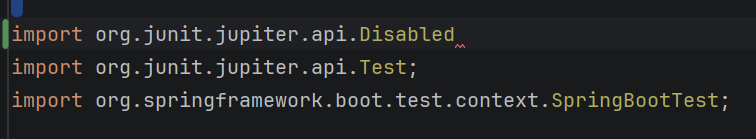 import org.junit.jupiter.api.Disabled
import org.junit.jupiter.api.Test;
import org.springframework.boot.test.context.SpringBootTest;